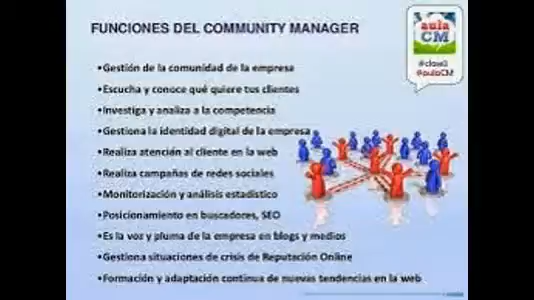 FUNCIONES DEL COMMUNITY MANAGER
aula
CM
#clase2
#aulaCM
•Gestión de la comunidad de la empresa
•Escucha y conoce qué quiere tus clientes
•Investiga y analiza a la competencia
•Gestiona la identidad digital de la empresa
•Realiza atención al cliente en la web
•Realiza campañas de redes sociales
•Monitorización y análisis estadístico
•Posicionamiento en buscadores, SEO
•Es la voz y pluma de la empresa en blogs y medios
•Gestiona situaciones de crisis de Reputación Online
•Formación y adaptación continua de nuevas tendencias en la web